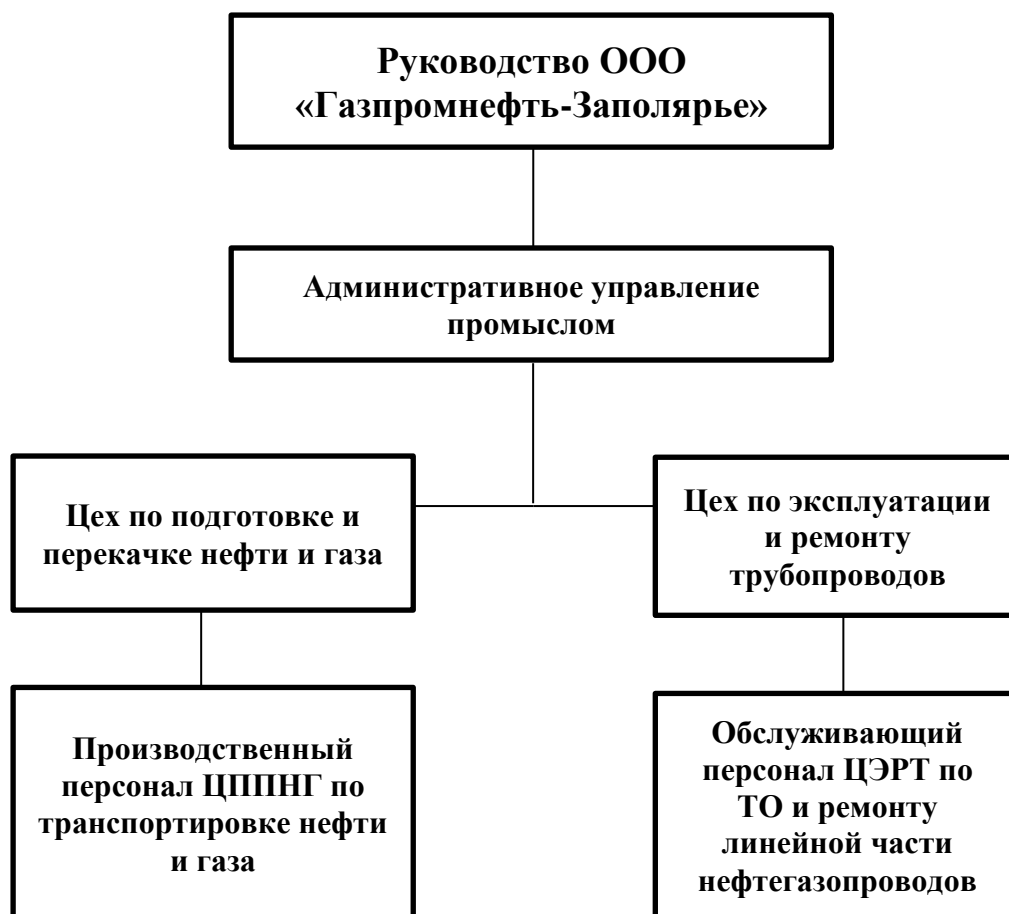 Руководство ООО
«Газпромнефть-Заполярье»
Административное управление
промыслом
Цех по подготовке и
перекачке нефти и газа
Цех по эксплуатации
и ремонту
трубопроводов
Производственный
персонал ЦППНГ по
транспортировке нефти
и газа
Обслуживающий
персонал ЦЭРТ по
ТО и ремонту
линейной части
нефтегазопроводов